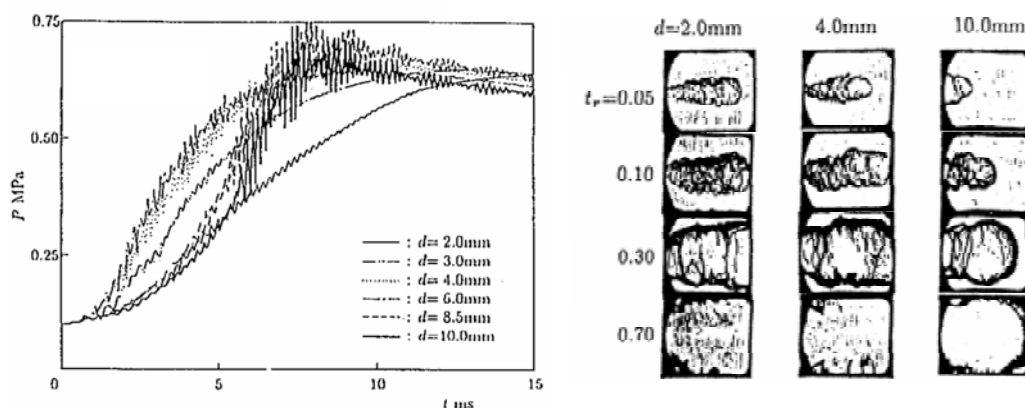 0.75
0.50
P MPa
0.25
0
5
10
15
t ms
: d= 2.0mm
: d= 3.0mm
: d= 4.0mm
: d= 6.0mm
: d= 8.5mm
: d=10.0mm
d=2.0mm 4.0mm 10.0mm
t_r=0.05
0.10
0.30
0.70